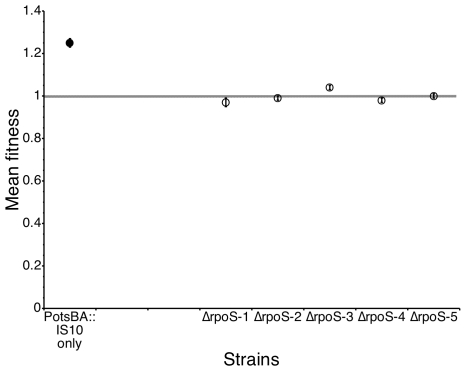 1.4
1.2
1
0.8
0.6
0.4
0.2
0
Mean fitness
PotsBA::
IS10
only
ΔrpoS-1 ΔrpoS-2 ΔrpoS-3 ΔrpoS-4 ΔrpoS-5
Strains